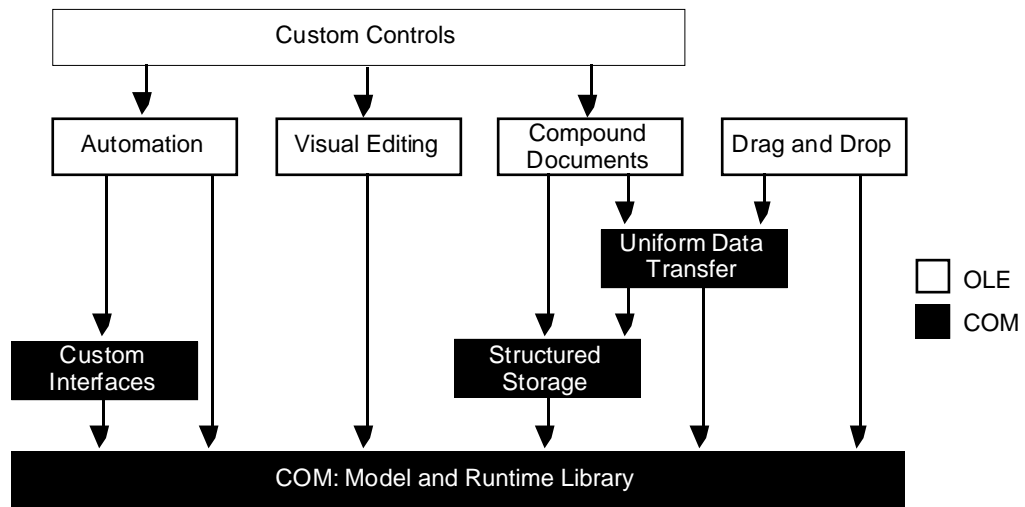 Custom Controls
Automation
Visual Editing
Compound
Documents
Drag and Drop
Uniform Data
Transfer
OLE
COM
Custom
Interfaces
Structured
Storage
COM: Model and Runtime Library